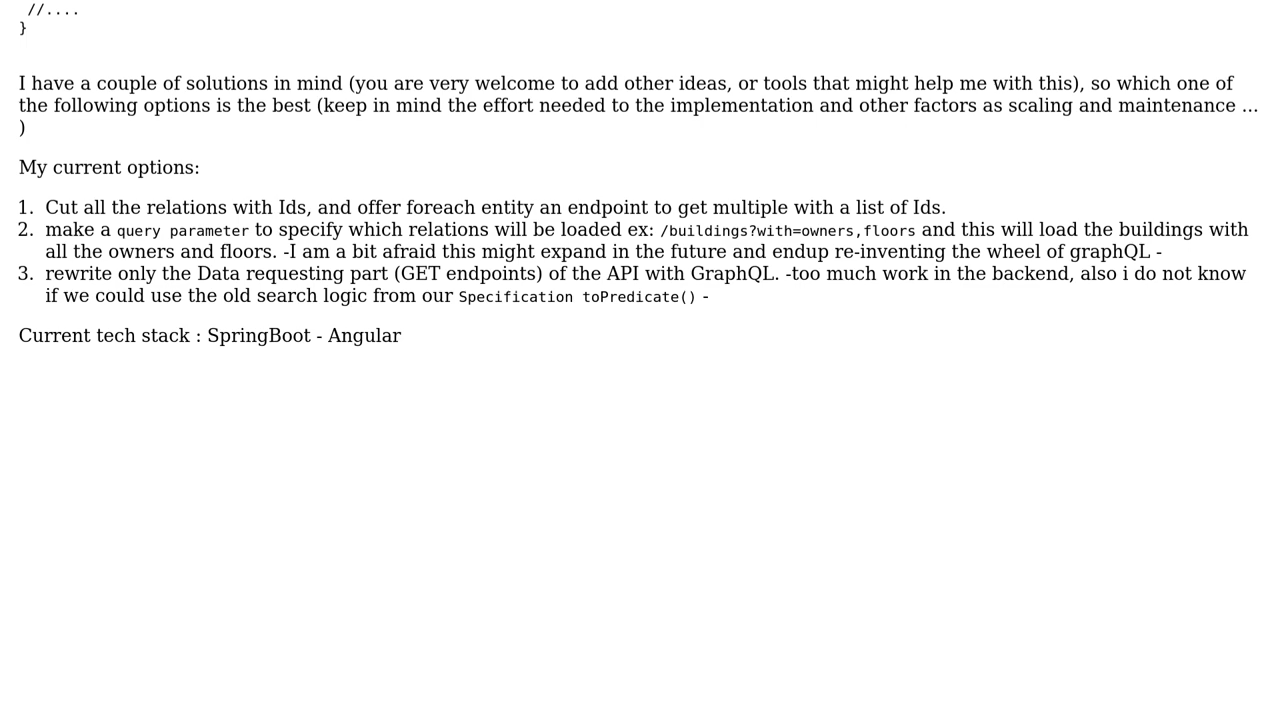 //....
}
I have a couple of solutions in mind (you are very welcome to add other ideas, or tools that might help me with this), so which one of
the following options is the best (keep in mind the effort needed to the implementation and other factors as scaling and maintenance ...
)
My current options:
1. Cut all the relations with Ids, and offer foreach entity an endpoint to get multiple with a list of Ids.
2. make a query parameter to specify which relations will be loaded ex: /buildings?with=owners,floors and this will load the buildings with
all the owners and floors. -I am a bit afraid this might expand in the future and endup re-inventing the wheel of graphQL -
3. rewrite only the Data requesting part (GET endpoints) of the API with GraphQL. -too much work in the backend, also i do not know
if we could use the old search logic from our Specification toPredicate() -
Current tech stack : SpringBoot - Angular